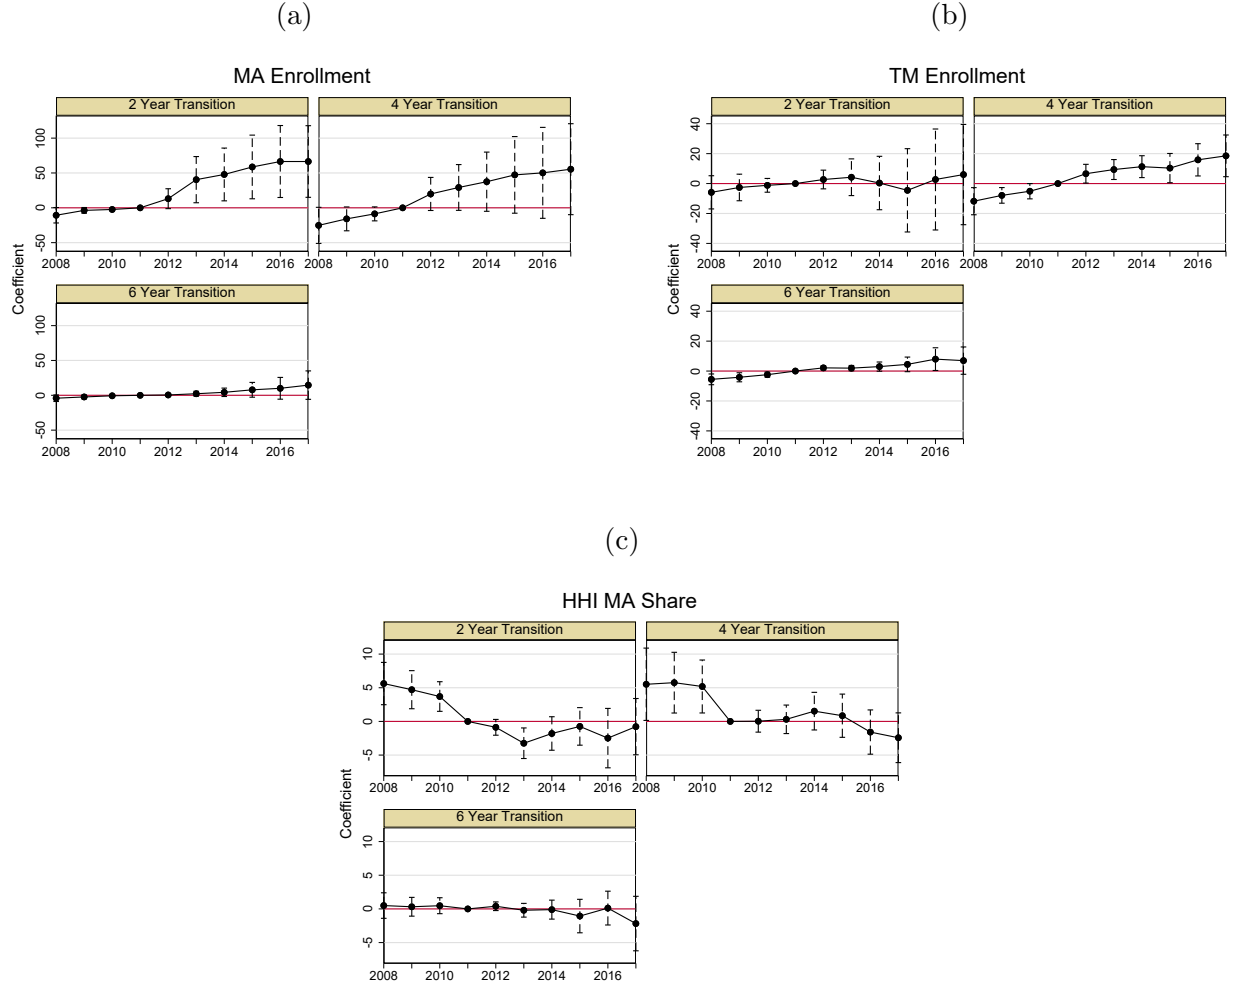 (a)
MA Enrollment
2 Year Transition
4 Year Transition
100
50
0
-50
2008 2010 2012 2014 2016 2008 2010 2012 2014 2016
6 Year Transition
100
50
0
-50
2008 2010 2012 2014 2016
Coefficient
(b)
TM Enrollment
2 Year Transition
4 Year Transition
40
20
0
-20
-40
2008 2010 2012 2014 2016 2008 2010 2012 2014 2016
6 Year Transition
40
20
0
-20
-40
2008 2010 2012 2014 2016
Coefficient
(c)
HHI MA Share
2 Year Transition
4 Year Transition
10
5
0
-5
2008 2010 2012 2014 2016 2008 2010 2012 2014 2016
6 Year Transition
10
5
0
-5
2008 2010 2012 2014 2016
Coefficient